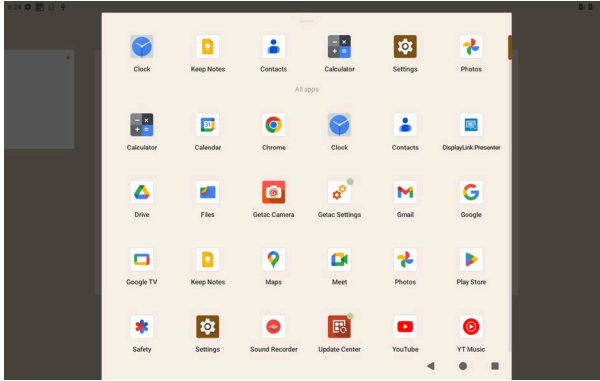 6:24
Clock Keep Notes Contacts Calculator Settings Photos
All apps
Calculator Calendar Chrome Clock Contacts DisplayLink Presenter
Drive Files Getac Camera Getac Settings Gmail Google
Google TV Keep Notes Maps Meet Photos Play Store
Safety Settings Sound Recorder Update Center YouTube YT Music